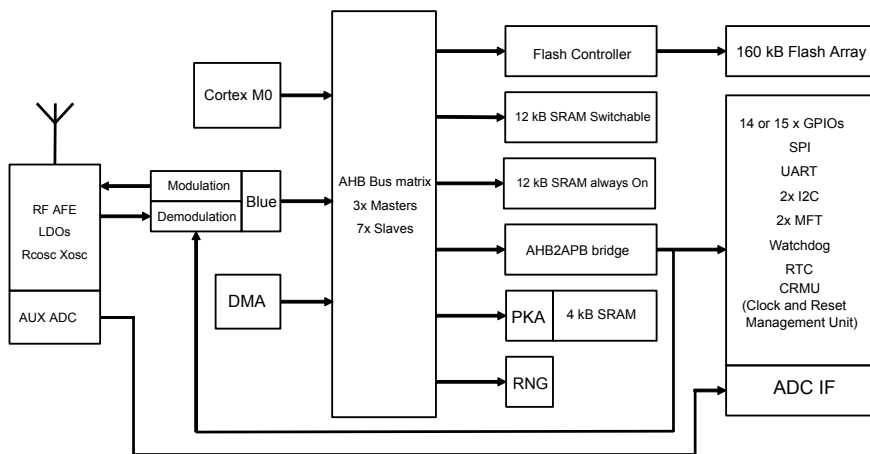 Cortex M0
RF AFE
LDOs
Rcosc Xosc
AUX ADC
Modulation
Demodulation
Blue
DMA
AHB Bus matrix
3x Masters
7x Slaves
Flash Controller
160 kB Flash Array
12 kB SRAM Switchable
12 kB SRAM always On
AHB2APB bridge
PKA
4 kB SRAM
RNG
14 or 15 x GPIOs
SPI
UART
2x I2C
2x MFT
Watchdog
RTC
CRMU
(Clock and Reset
Management Unit)
ADC IF